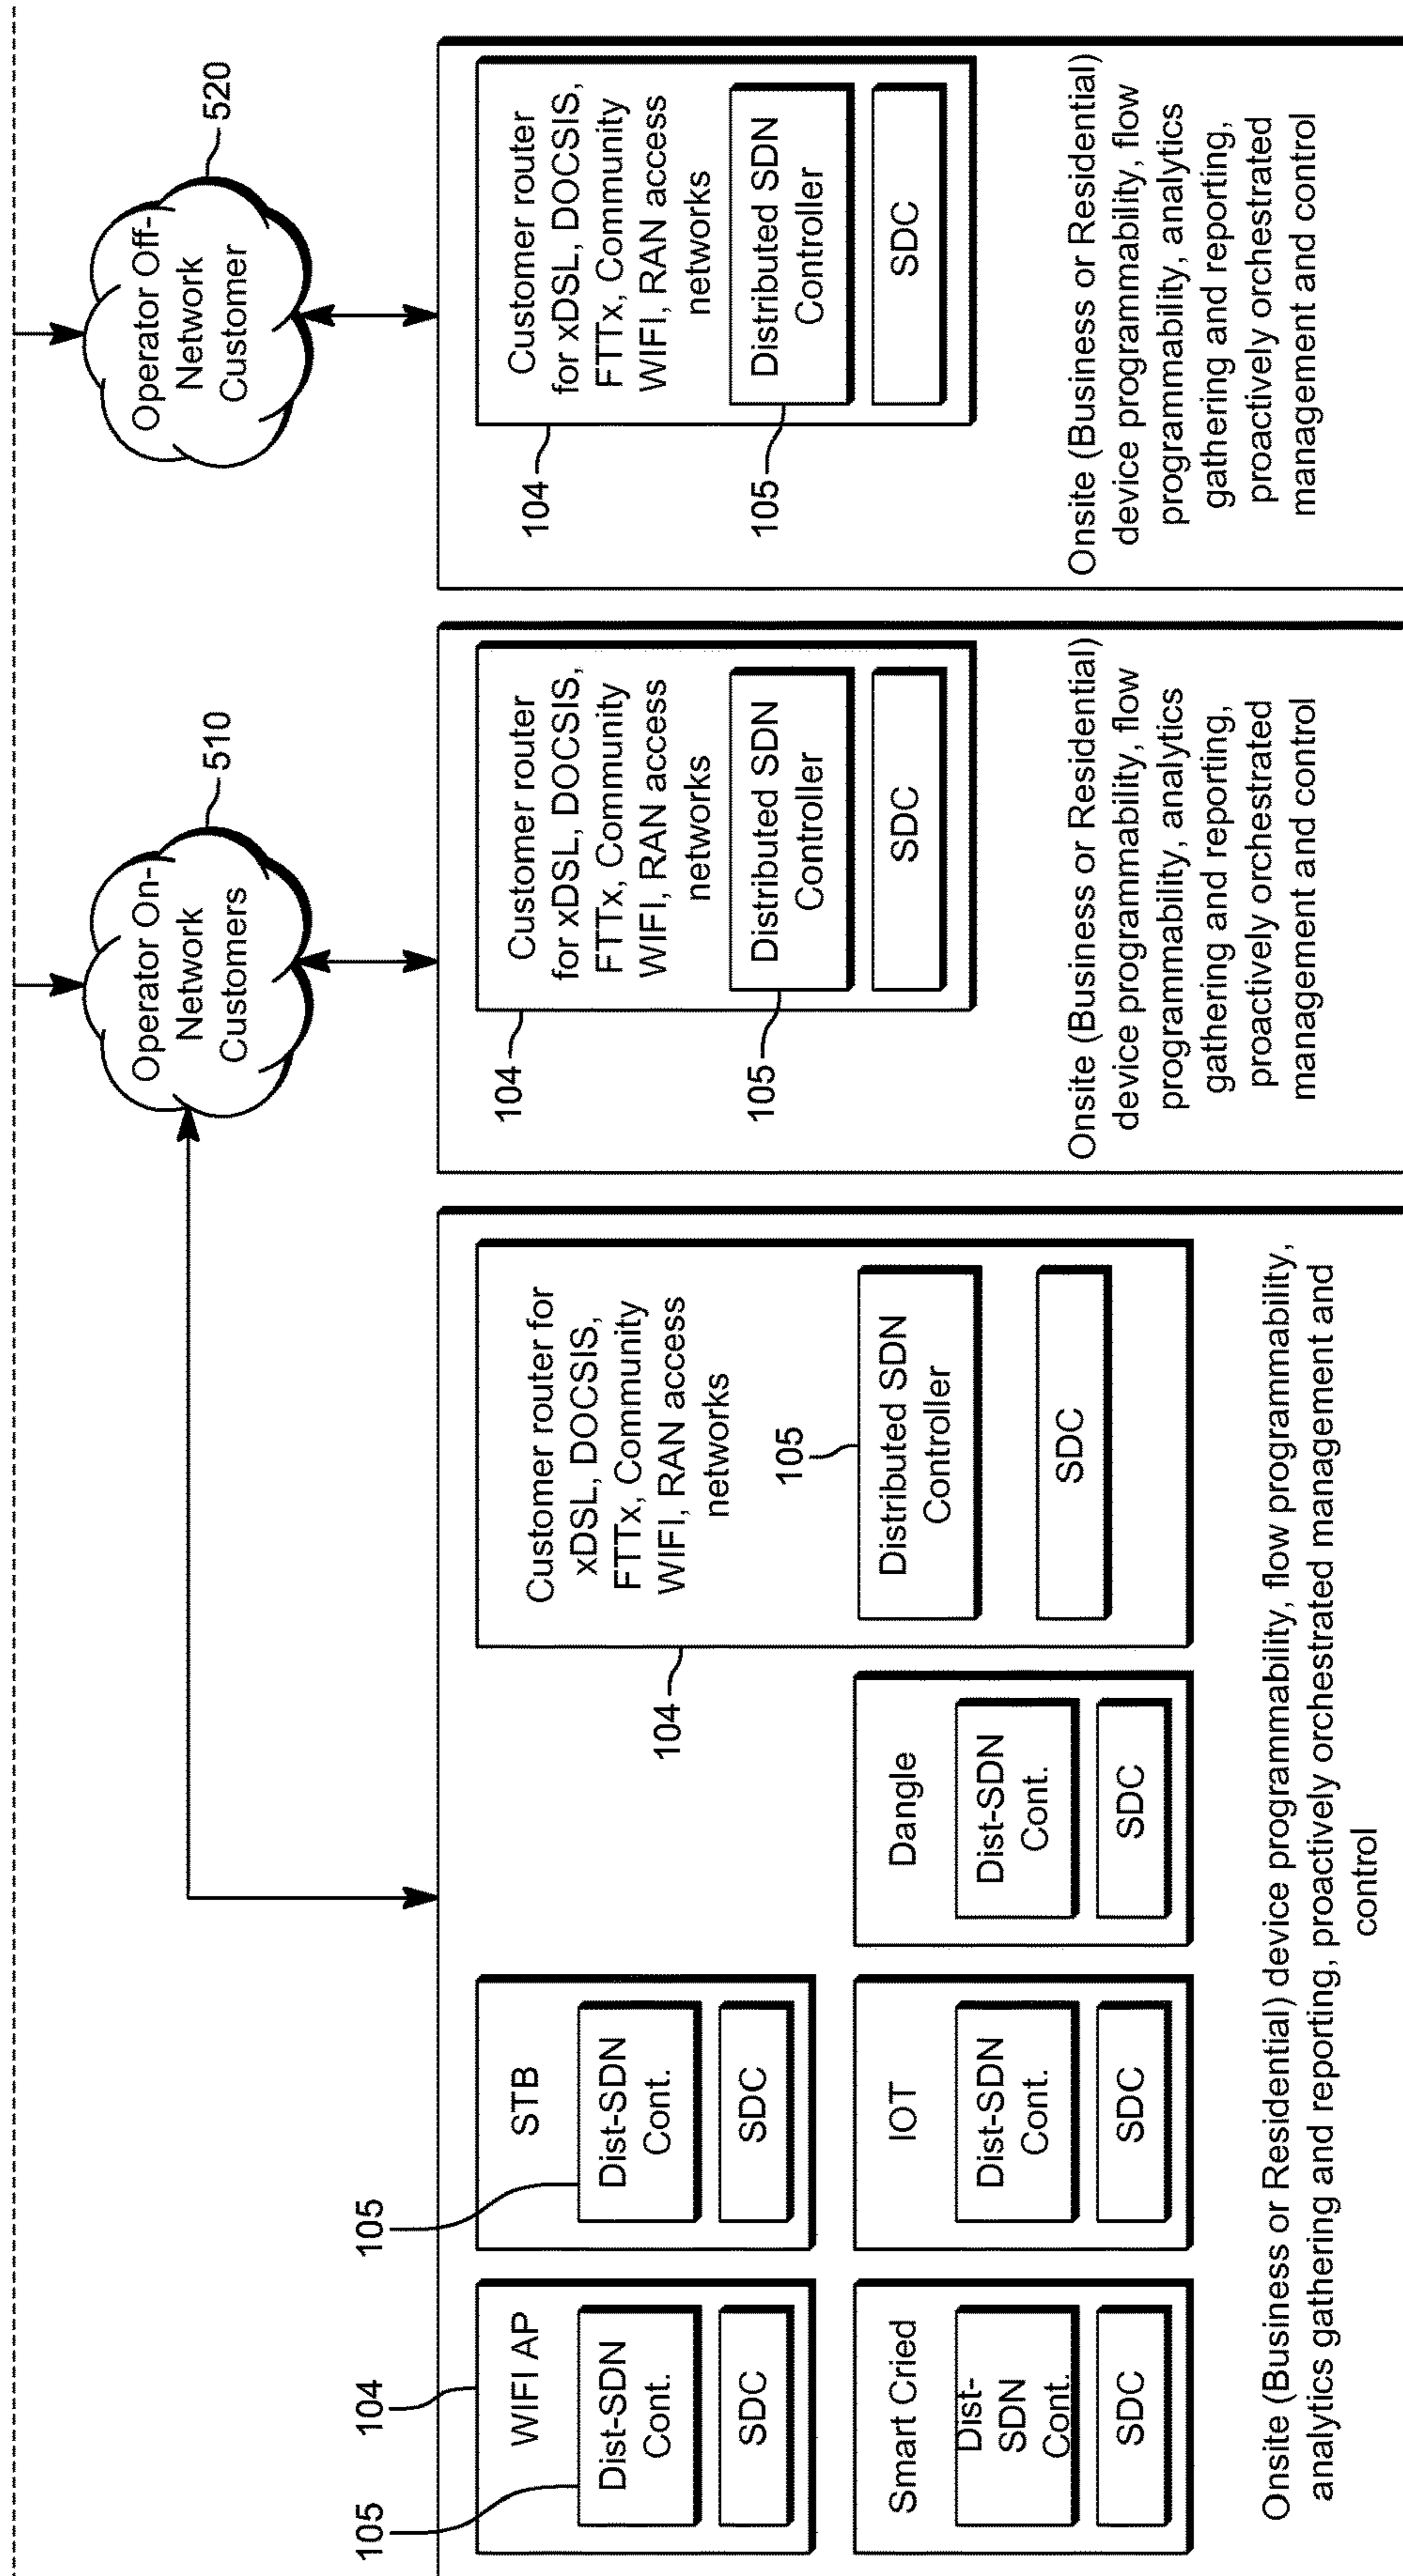 Operator On-
Network
Customers
510
Operator Off-
Network
Customer
520
105
104
WIFI AP
Dist-SDN
Cont.
SDC
105
STB
Dist-SDN
Cont.
SDC
Smart Cried
Dist-
SDN
Cont.
SDC
IOT
Dist-SDN
Cont.
SDC
Dangle
Dist-SDN
Cont.
SDC
104
Customer router for
xDSL, DOCSIS,
FTTx, Community
WIFI, RAN access
networks
105
Distributed SDN
Controller
SDC
Onsite (Business or Residential) device programmability, flow programmability,
analytics gathering and reporting, proactively orchestrated management and
control
104
Customer router
for xDSL, DOCSIS,
FTTx, Community
WIFI, RAN access
networks
105
Distributed SDN
Controller
SDC
Onsite (Business or Residential)
device programmability, flow
programmability, analytics
gathering and reporting,
proactively orchestrated
management and control
104
Customer router
for xDSL, DOCSIS,
FTTx, Community
WIFI, RAN access
networks
105
Distributed SDN
Controller
SDC
Onsite (Business or Residential)
device programmability, flow
programmability, analytics
gathering and reporting,
proactively orchestrated
management and control